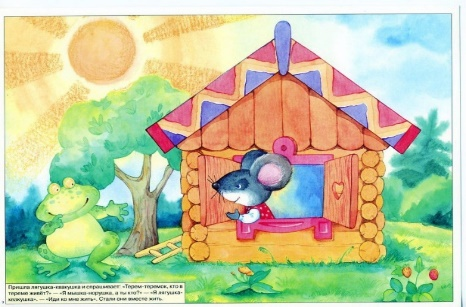 Пришла лягушка-квакушка и спрашивает: «Терем-теремок, кто в
тереме живёт?» — «Я мышка-норушка, а ты кто?» — «Я лягушка-
квакушка». — «Иди ко мне жить». Стали они вместе жить.